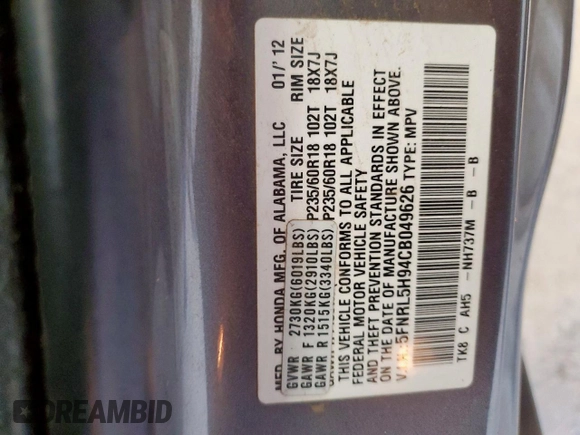 MFD. BY HONDA MFG. OF ALABAMA, LLC 01/'12
GVWR 2730KG(6019LBS) TIRE SIZE RIM SIZE
GAWR F 1320KG(2910LBS) P235/60R18 102T 18X7J
GAWR R 1515KG(3340LBS) P235/60R18 102T 18X7J
THIS VEHICLE CONFORMS TO ALL APPLICABLE
FEDERAL MOTOR VEHICLE SAFETY
AND THEFT PREVENTION STANDARDS IN EFFECT
ON THE DATE OF MANUFACTURE SHOWN ABOVE.
5FNRL5H94CB049626 TYPE: MPV
TK8 C AH5 NH737M - B - B
DREAMBID